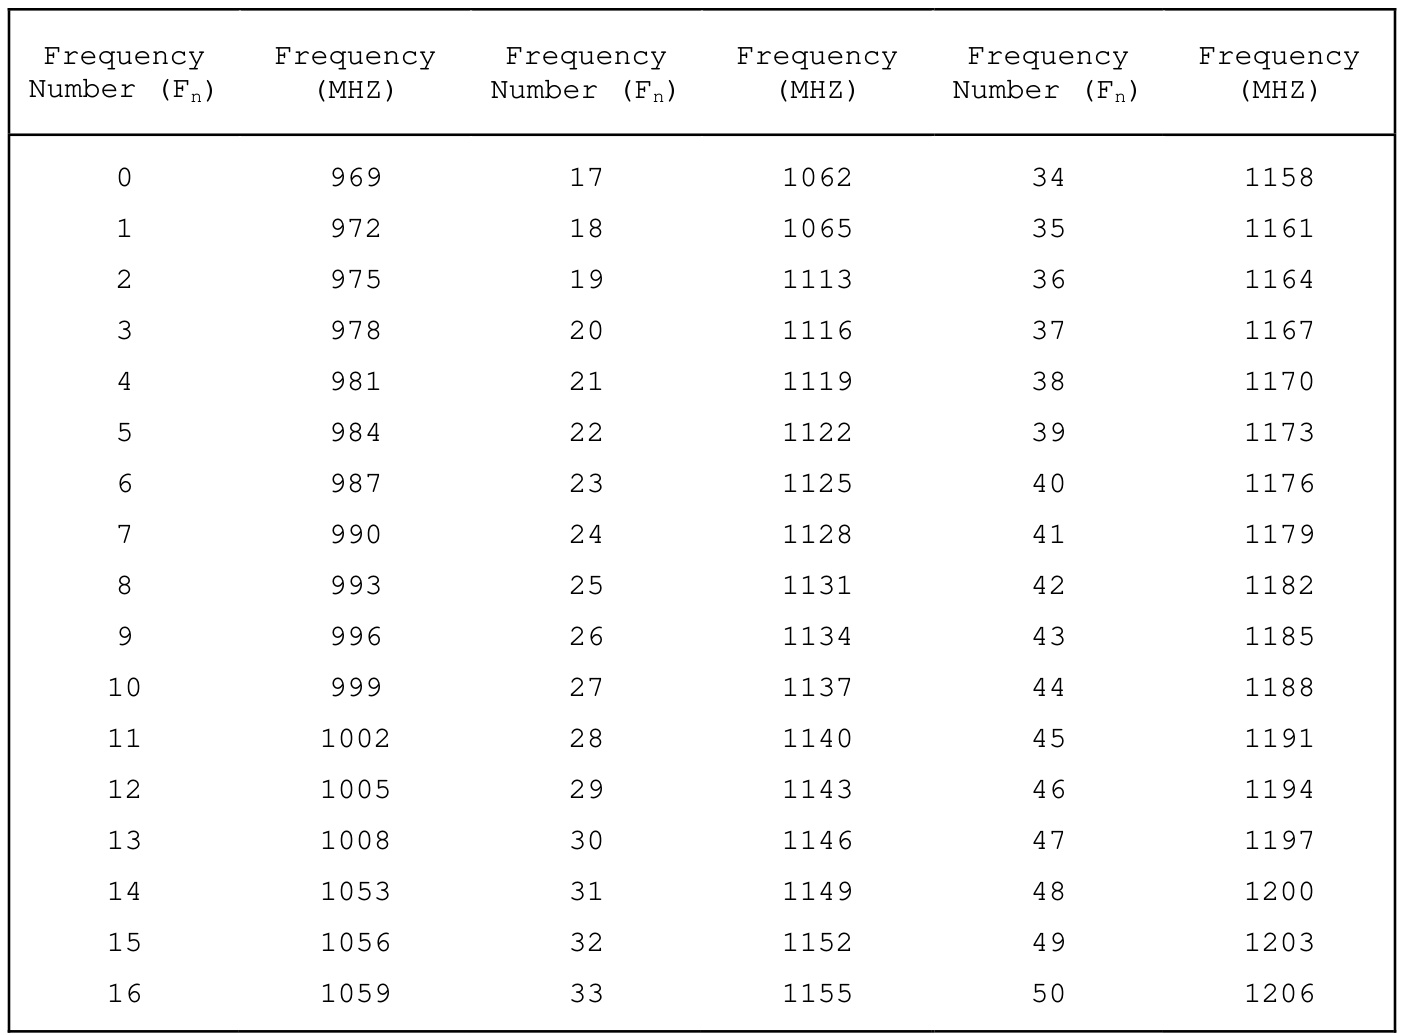 Frequency Frequency Frequency Frequency Frequency Frequency
Number (Fn) (MHZ) Number (Fn) (MHZ) Number (Fn) (MHZ)
0 969 17 1062 34 1158
1 972 18 1065 35 1161
2 975 19 1113 36 1164
3 978 20 1116 37 1167
4 981 21 1119 38 1170
5 984 22 1122 39 1173
6 987 23 1125 40 1176
7 990 24 1128 41 1179
8 993 25 1131 42 1182
9 996 26 1134 43 1185
10 999 27 1137 44 1188
11 1002 28 1140 45 1191
12 1005 29 1143 46 1194
13 1008 30 1146 47 1197
14 1053 31 1149 48 1200
15 1056 32 1152 49 1203
16 1059 33 1155 50 1206